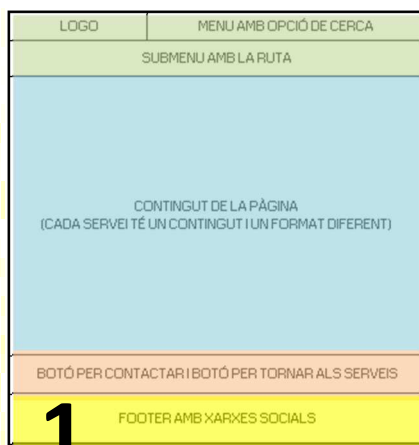 LOGO MENU AMB OPCIÓ DE CERCA
SUBMENU AMB LA RUTA
CONTINGUT DE LA PÀGINA
(CADA SERVEI TÉ UN CONTINGUT I UN FORMAT DIFERENT)
BOTÓ PER CONTACTAR I BOTÓ PER TORNAR ALS SERVEIS
FOOTER AMB XARXES SOCIALS
1